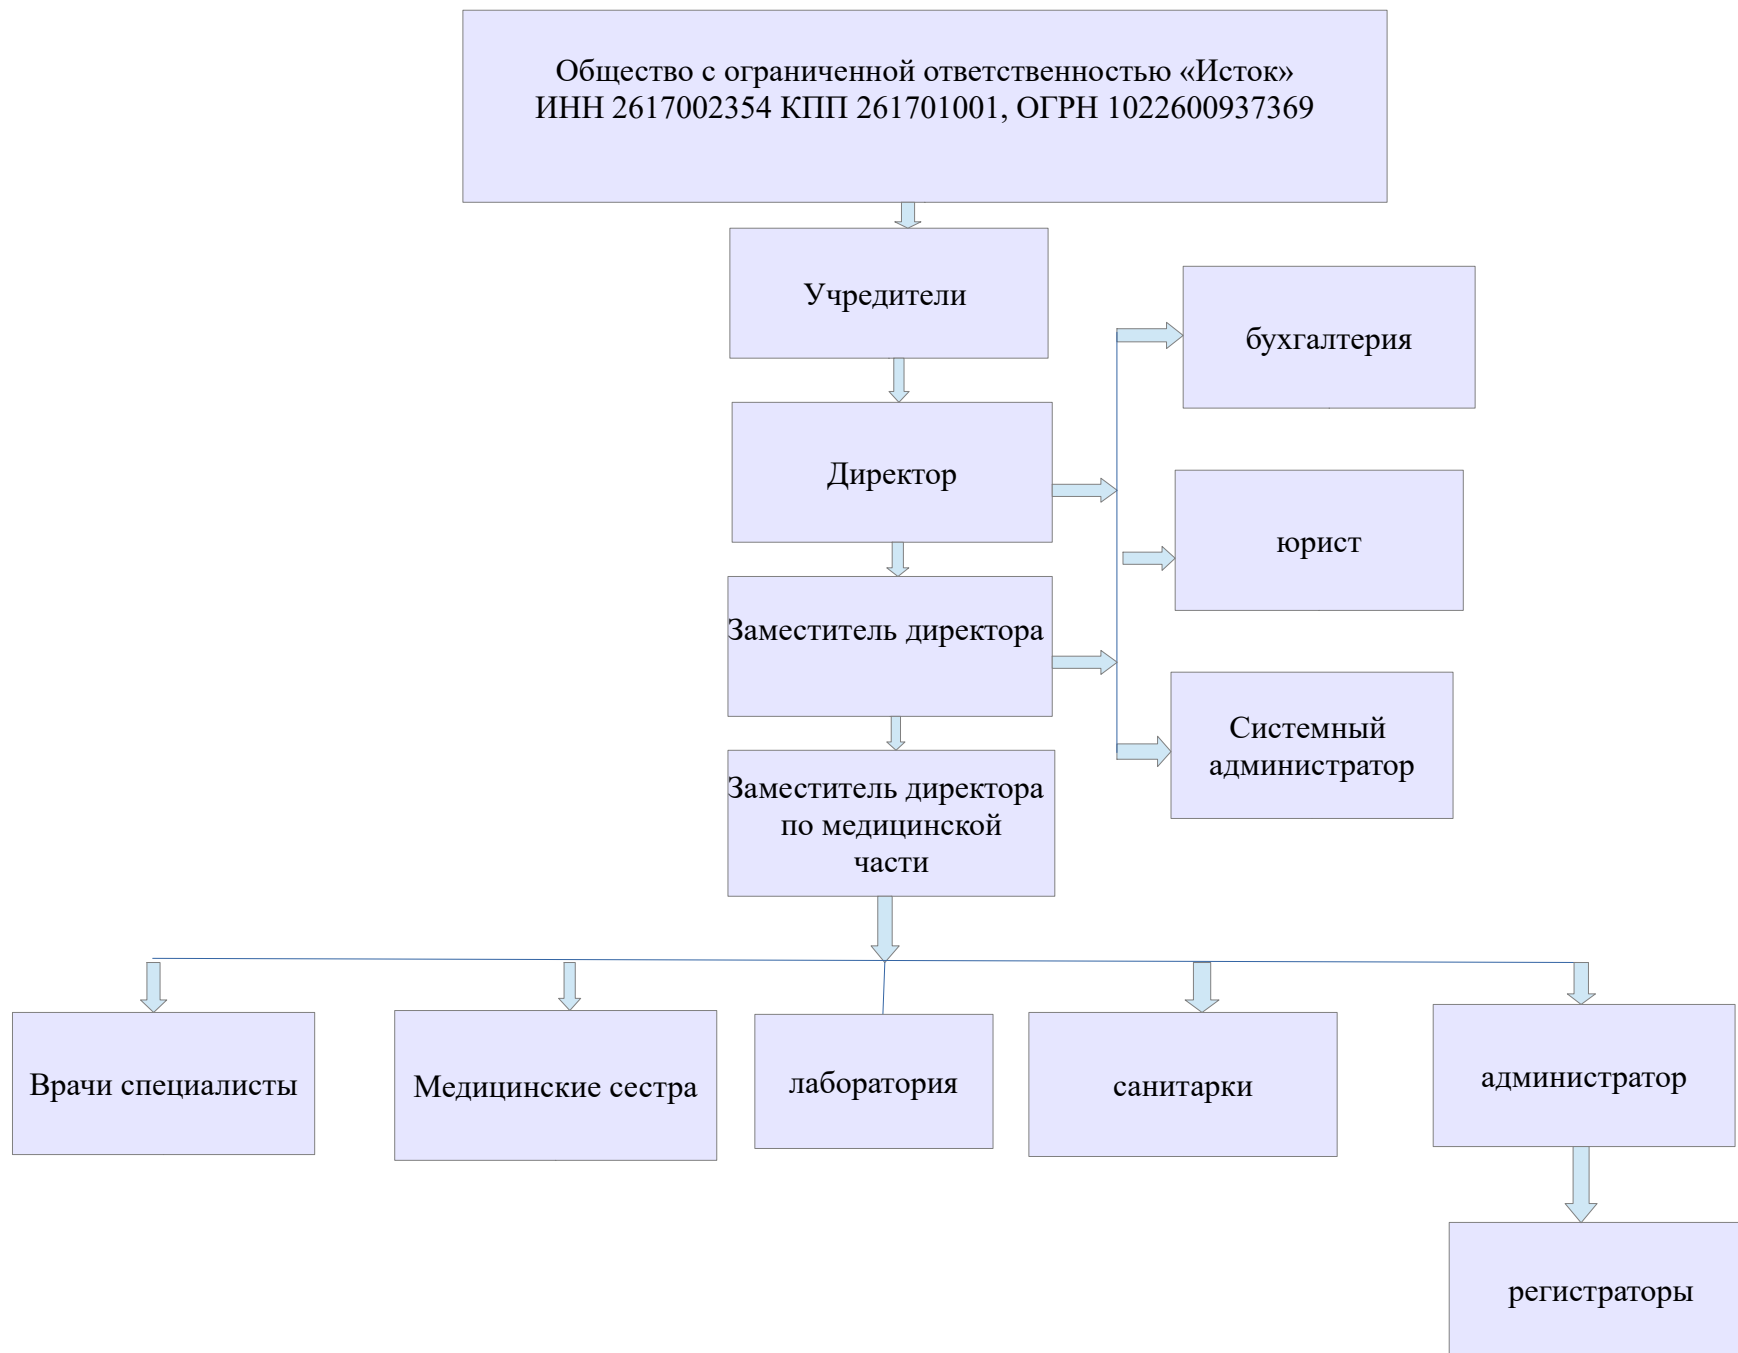 Общество с ограниченной ответственностью «Исток»
ИНН 2617002354 КПП 261701001, ОГРН 1022600937369
Учредители
бухгалтерия
Директор
юрист
Заместитель директора
Системный
администратор
Заместитель директора
по медицинской
части
Врачи специалисты
Медицинские сестра
лаборатория
санитарки
администратор
регистраторы